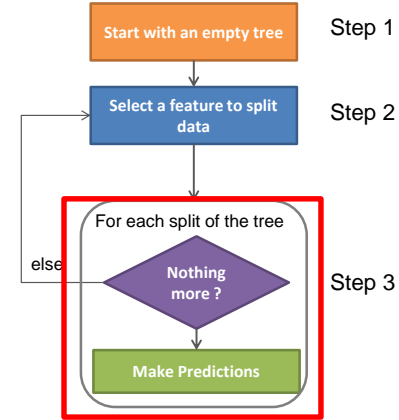 Start with an empty tree
Step 1
Select a feature to split
data
Step 2
For each split of the tree
else
Nothing
more ?
Step 3
Make Predictions